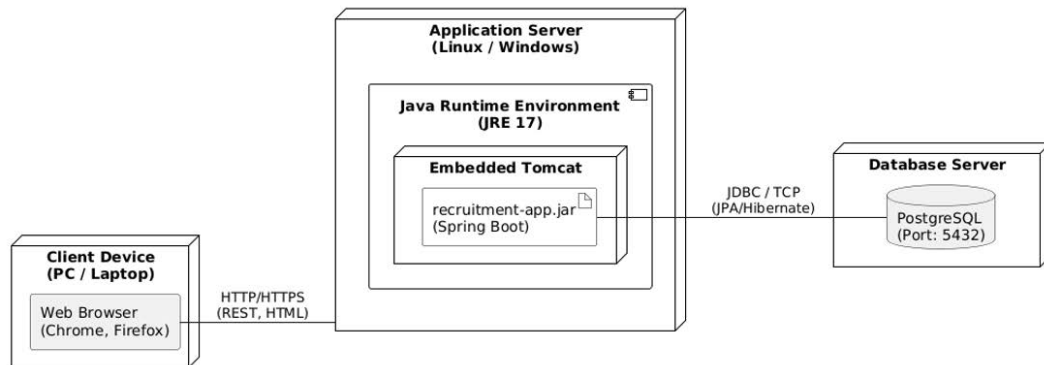 Application Server
(Linux / Windows)
Java Runtime Environment
(JRE 17)
Embedded Tomcat
recruitment-app.jar
(Spring Boot)
JDBC / TCP
(JPA/Hibernate)
Database Server
PostgreSQL
(Port: 5432)
Client Device
(PC / Laptop)
Web Browser
(Chrome, Firefox)
HTTP/HTTPS
(REST, HTML)